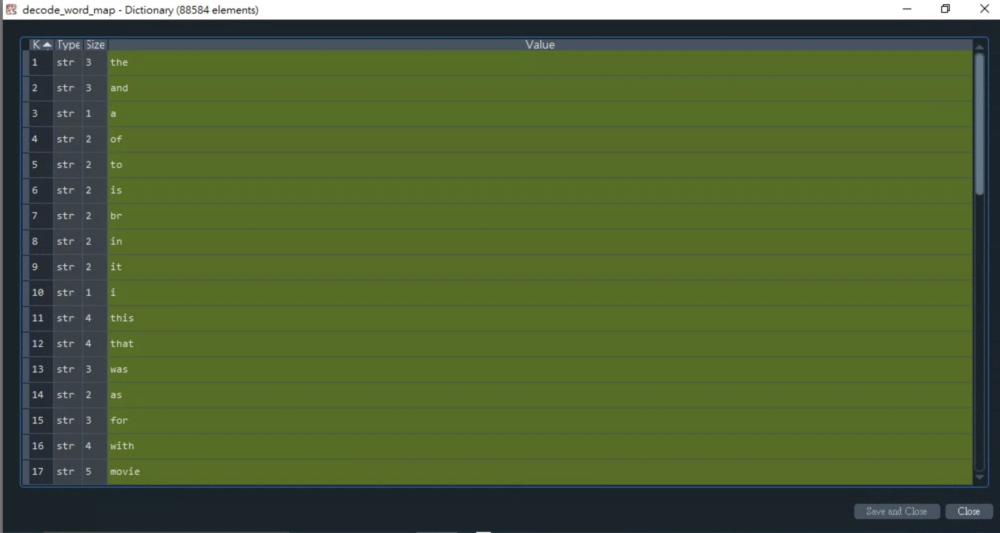 decode_word_map - Dictionary (88584 elements)
K Type Size Value
1 str 3 the
2 str 3 and
3 str 1 a
4 str 2 of
5 str 2 to
6 str 2 is
7 str 2 br
8 str 2 in
9 str 2 it
10 str 1 i
11 str 4 this
12 str 4 that
13 str 3 was
14 str 2 as
15 str 3 for
16 str 4 with
17 str 5 movie
Save and Close Close